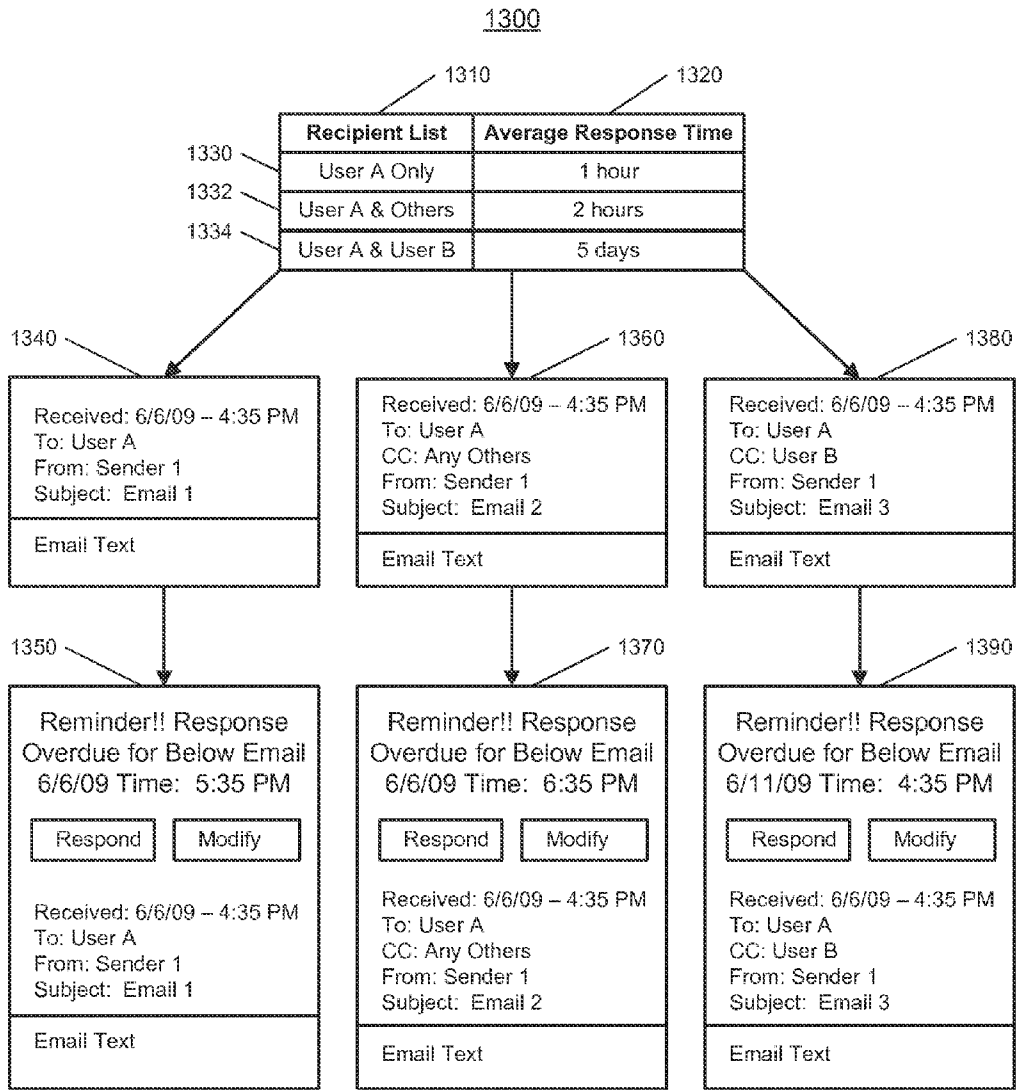 1300
1310
1320
Recipient List
Average Response Time
1330
User A Only
1 hour
1332
User A & Others
2 hours
1334
User A & User B
5 days
1340
Received: 6/6/09 – 4:35 PM
To: User A
From: Sender 1
Subject: Email 1
Email Text
1360
Received: 6/6/09 – 4:35 PM
To: User A
CC: Any Others
From: Sender 1
Subject: Email 2
Email Text
1380
Received: 6/6/09 – 4:35 PM
To: User A
CC: User B
From: Sender 1
Subject: Email 3
Email Text
1350
Reminder!! Response
Overdue for Below Email
6/6/09 Time: 5:35 PM
Respond
Modify
Received: 6/6/09 – 4:35 PM
To: User A
From: Sender 1
Subject: Email 1
Email Text
1370
Reminder!! Response
Overdue for Below Email
6/6/09 Time: 6:35 PM
Respond
Modify
Received: 6/6/09 – 4:35 PM
To: User A
CC: Any Others
From: Sender 1
Subject: Email 2
Email Text
1390
Reminder!! Response
Overdue for Below Email
6/11/09 Time: 4:35 PM
Respond
Modify
Received: 6/6/09 – 4:35 PM
To: User A
CC: User B
From: Sender 1
Subject: Email 3
Email Text